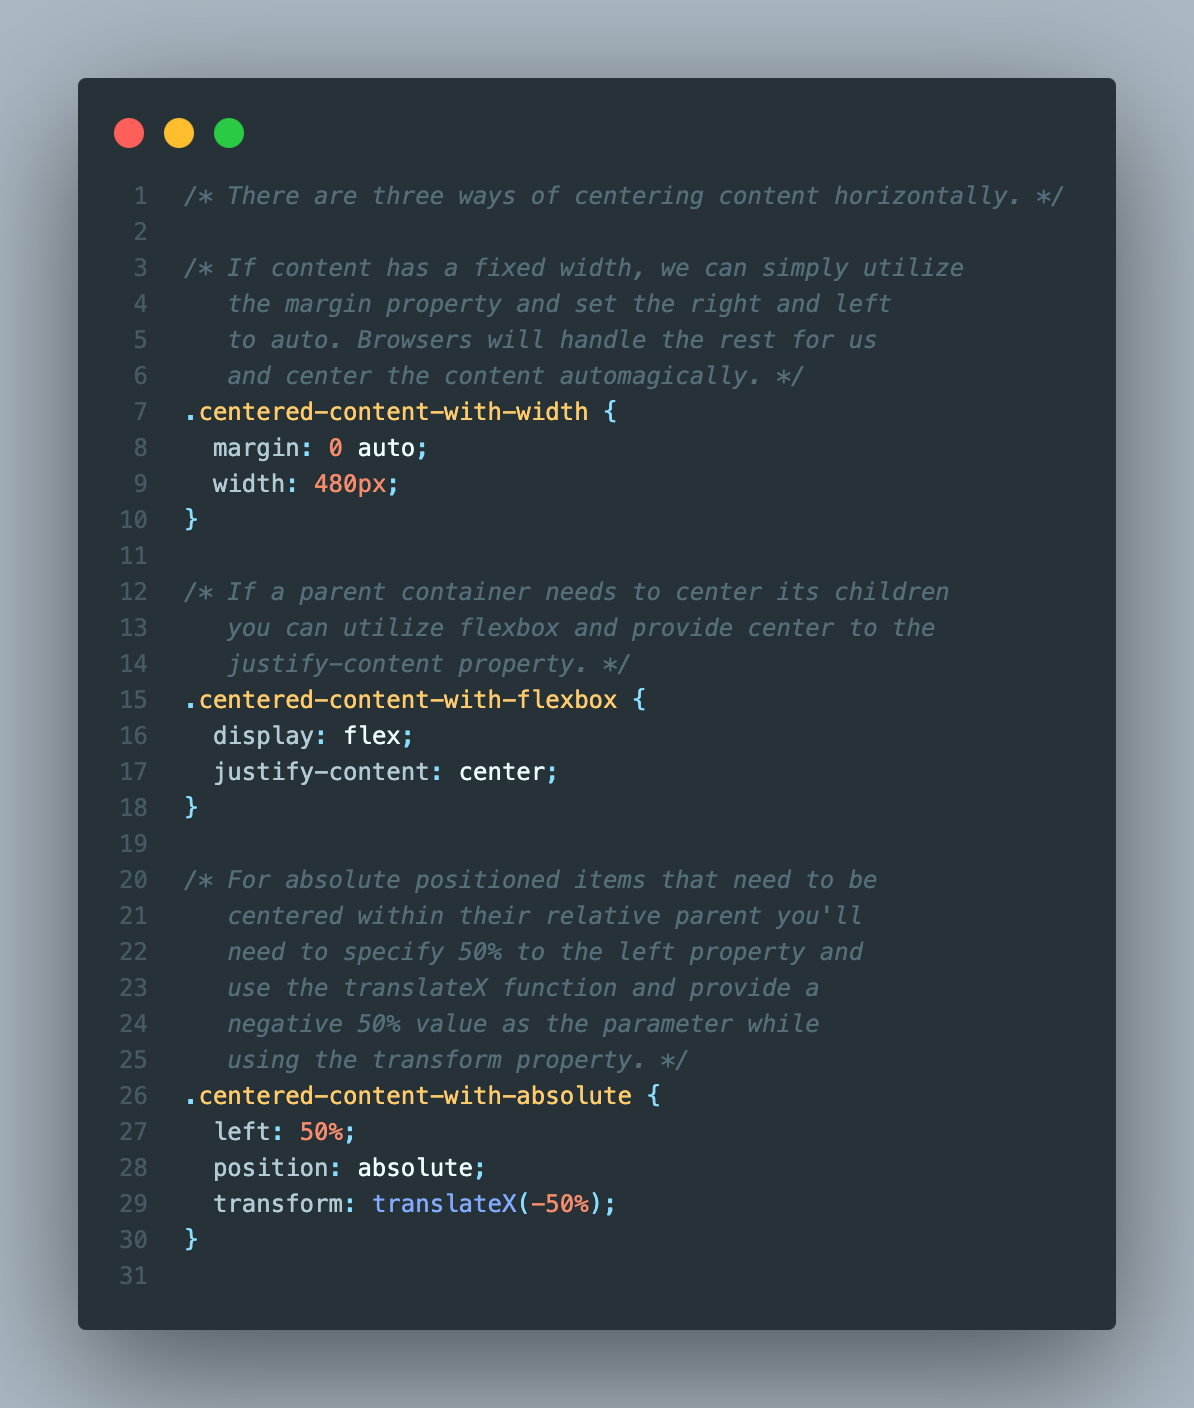 1 /* There are three ways of centering content horizontally. */
2
3 /* If content has a fixed width, we can simply utilize
4    the margin property and set the right and left
5    to auto. Browsers will handle the rest for us
6    and center the content automagically. */
7 .centered-content-with-width {
8   margin: 0 auto;
9   width: 480px;
10 }
11
12 /* If a parent container needs to center its children
13    you can utilize flexbox and provide center to the
14    justify-content property. */
15 .centered-content-with-flexbox {
16   display: flex;
17   justify-content: center;
18 }
19
20 /* For absolute positioned items that need to be
21    centered within their relative parent you'll
22    need to specify 50% to the left property and
23    use the translateX function and provide a
24    negative 50% value as the parameter while
25    using the transform property. */
26 .centered-content-with-absolute {
27   left: 50%;
28   position: absolute;
29   transform: translateX(-50%);
30 }
31